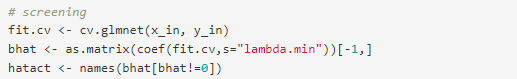 # screening
fit.cv <- cv.glmnet(x_in, y_in)
bhat <- as.matrix(coef(fit.cv,s="lambda.min"))[-1,]
hatact <- names(bhat[bhat!=0])